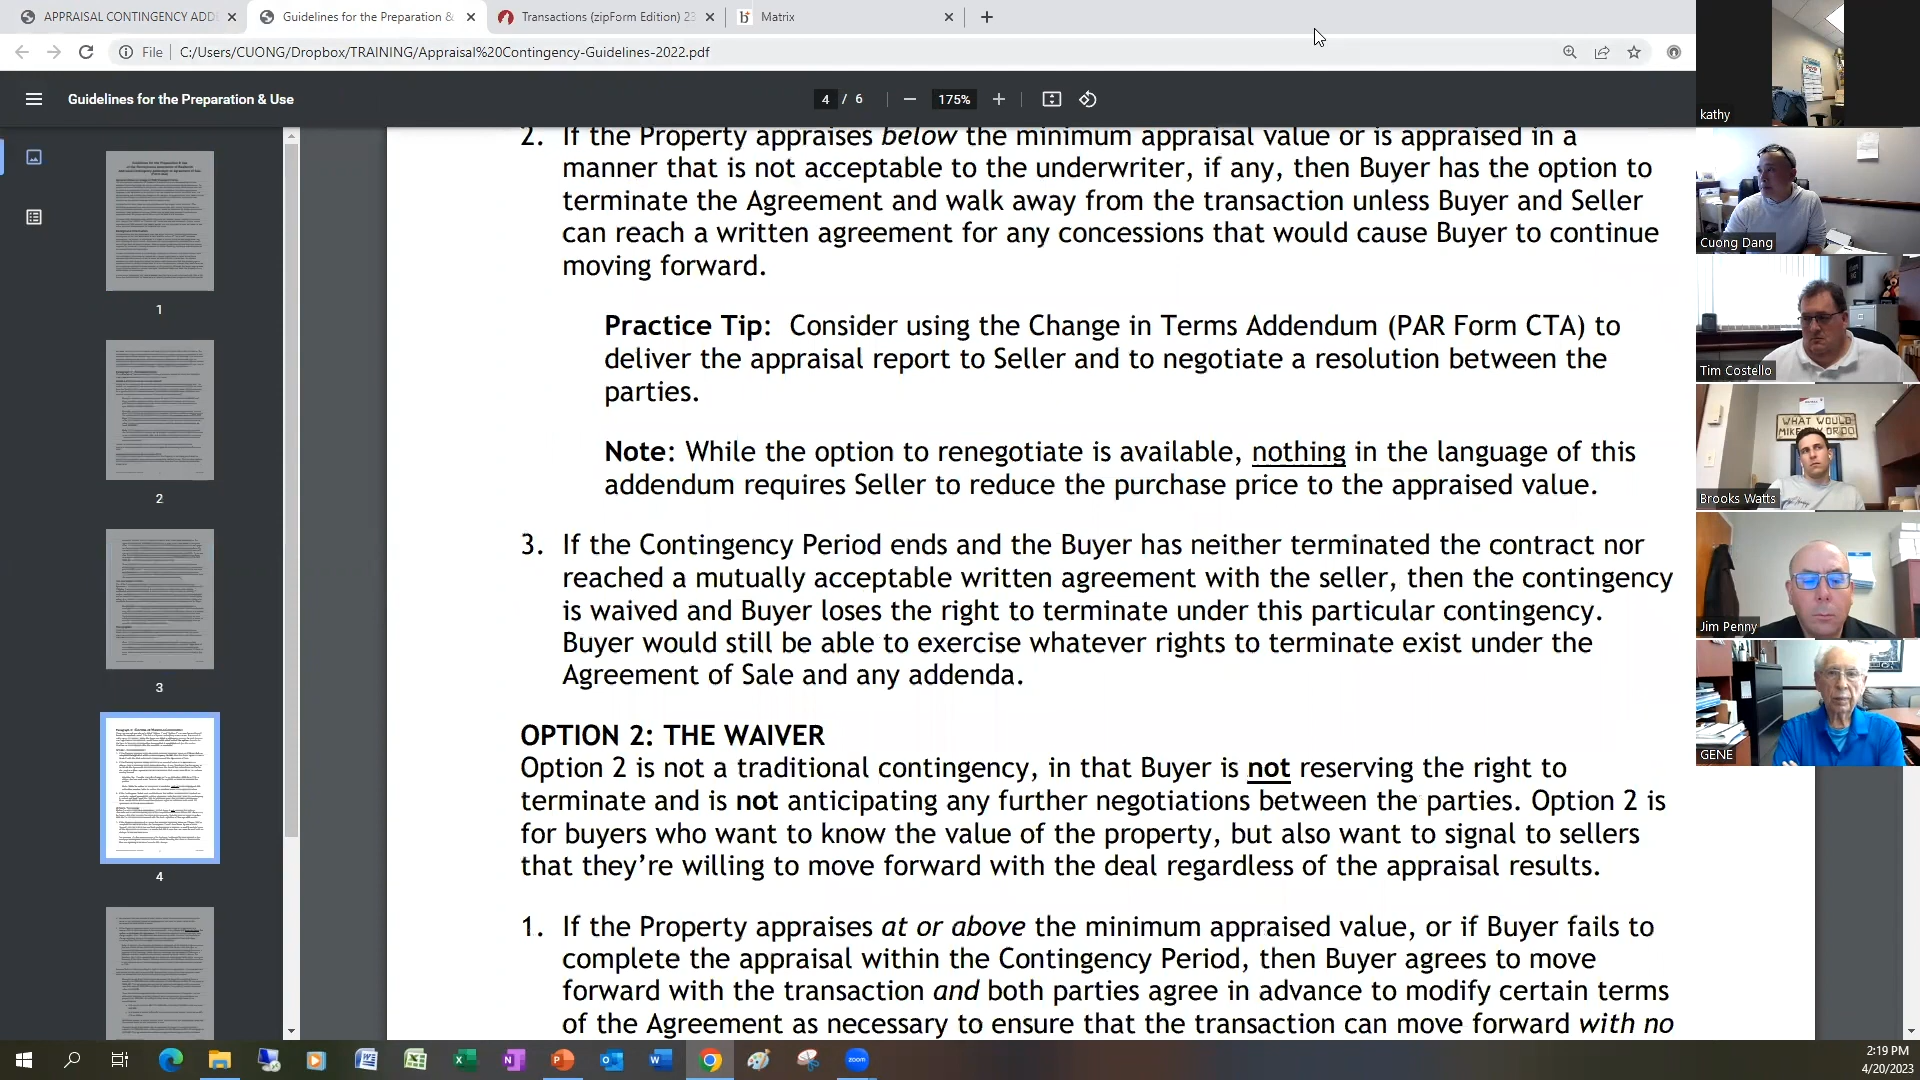 APPRAISAL CONTINGENCY ADD
Guidelines for the Preparation &
Transactions (zipForm Edition) 23
Matrix
File
C:/Users/CUONG/Dropbox/TRAINING/Appraisal%20Contingency-Guidelines-2022.pdf
Guidelines for the Preparation & Use
4 / 6
175%
1
2
3
4
2. If the Property appraises below the minimum appraisal value or is appraised in a
manner that is not acceptable to the underwriter, if any, then Buyer has the option to
terminate the Agreement and walk away from the transaction unless Buyer and Seller
can reach a written agreement for any concessions that would cause Buyer to continue
moving forward.
Practice Tip: Consider using the Change in Terms Addendum (PAR Form CTA) to
deliver the appraisal report to Seller and to negotiate a resolution between the
parties.
Note: While the option to renegotiate is available, nothing in the language of this
addendum requires Seller to reduce the purchase price to the appraised value.
3. If the Contingency Period ends and the Buyer has neither terminated the contract nor
reached a mutually acceptable written agreement with the seller, then the contingency
is waived and Buyer loses the right to terminate under this particular contingency.
Buyer would still be able to exercise whatever rights to terminate exist under the
Agreement of Sale and any addenda.
OPTION 2: THE WAIVER
Option 2 is not a traditional contingency, in that Buyer is not reserving the right to
terminate and is not anticipating any further negotiations between the parties. Option 2 is
for buyers who want to know the value of the property, but also want to signal to sellers
that they’re willing to move forward with the deal regardless of the appraisal results.
1. If the Property appraises at or above the minimum appraised value, or if Buyer fails to
complete the appraisal within the Contingency Period, then Buyer agrees to move
forward with the transaction and both parties agree in advance to modify certain terms
of the Agreement as necessary to ensure that the transaction can move forward with no
kathy
Cuong Dang
Tim Costello
WHAT WOULD
Brooks Watts
Jim Penny
GENE
zoom
2:19 PM
4/20/2023